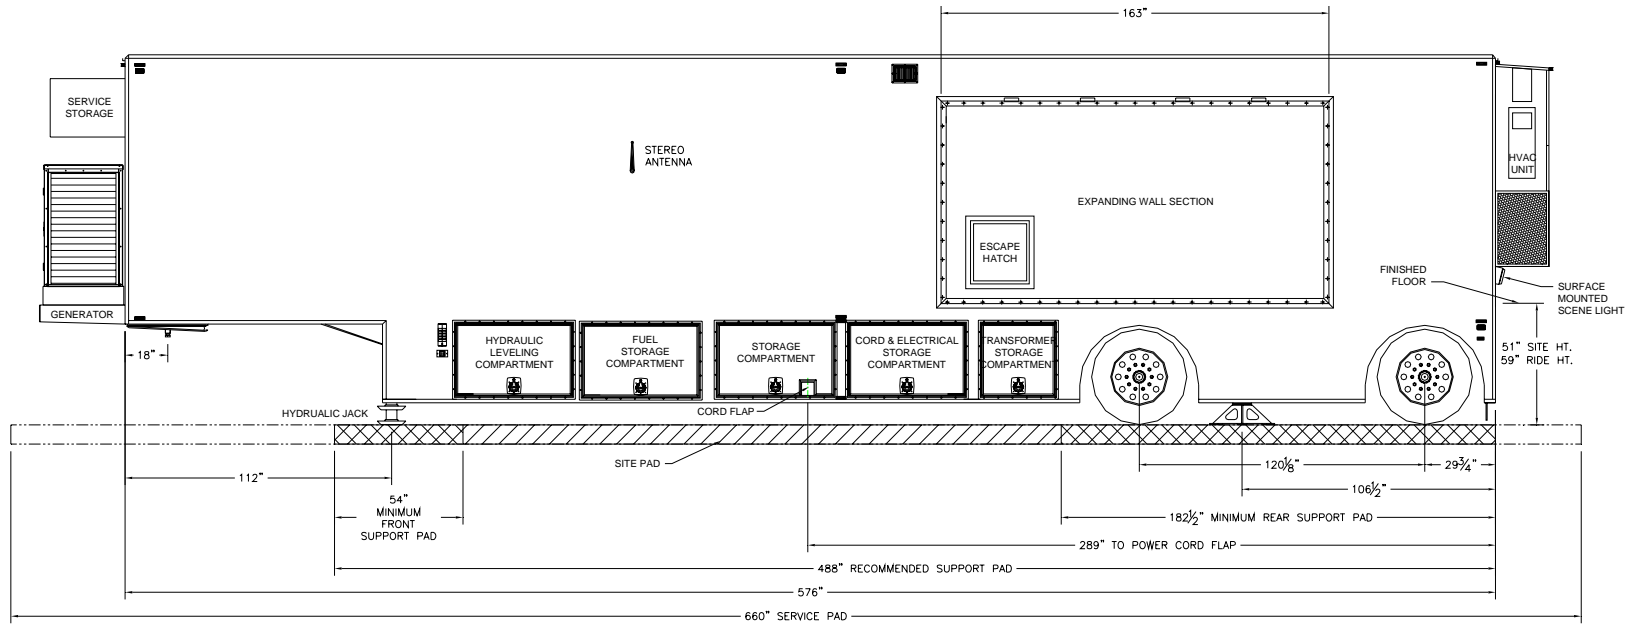 163"
SERVICE
STORAGE
STEREO
ANTENNA
HVAC
UNIT
EXPANDING WALL SECTION
ESCAPE
HATCH
FINISHED
FLOOR
SURFACE
MOUNTED
SCENE LIGHT
GENERATOR
18"
HYDRAULIC
LEVELING
COMPARTMENT
FUEL
STORAGE
COMPARTMENT
STORAGE
COMPARTMENT
CORD & ELECTRICAL
STORAGE
COMPARTMENT
TRANSFORMER
STORAGE
COMPARTMENT
51" SITE HT.
59" RIDE HT.
HYDRUALIC JACK
CORD FLAP
SITE PAD
112"
120⅛"
29¾"
106½"
54"
MINIMUM
FRONT
SUPPORT PAD
182½" MINIMUM REAR SUPPORT PAD
289" TO POWER CORD FLAP
488" RECOMMENDED SUPPORT PAD
576"
660" SERVICE PAD